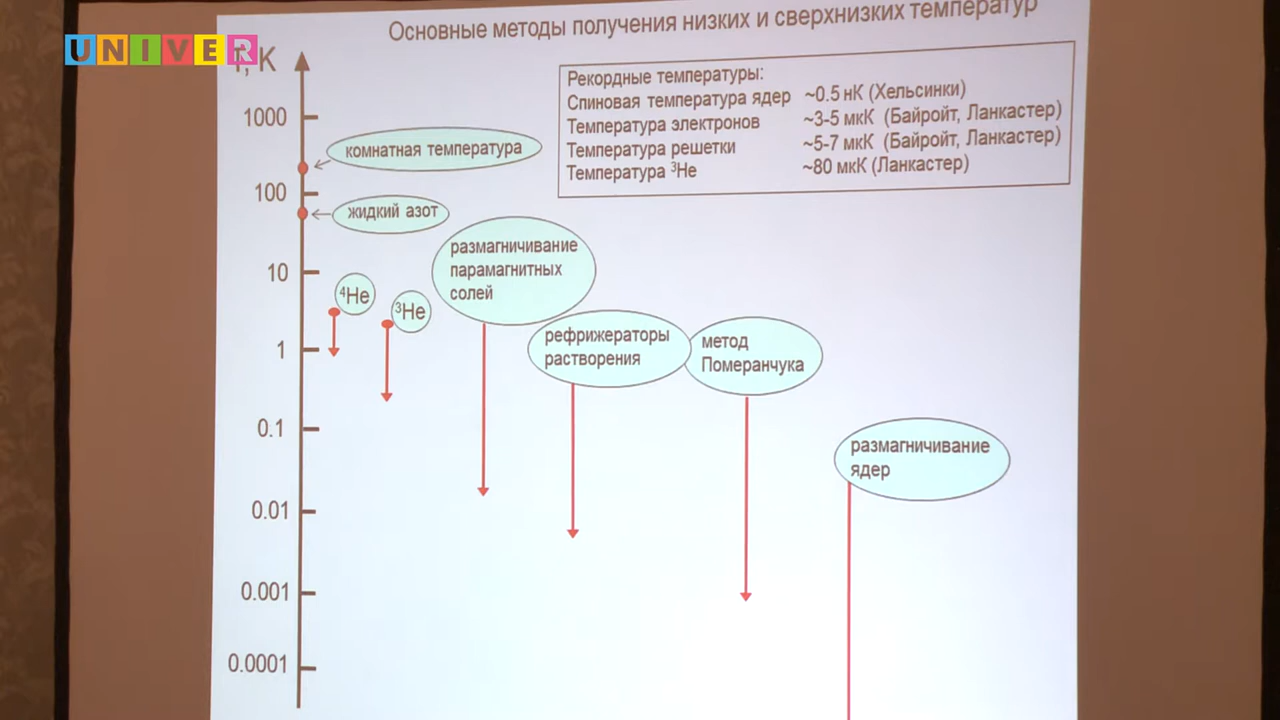 UNIVER
Основные методы получения низких и сверхнизких температур
T, K
Рекордные температуры:
Спиновая температура ядер ~0.5 нК (Хельсинки)
Температура электронов ~3-5 мкК (Байройт, Ланкастер)
Температура решетки ~5-7 мкК (Байройт, Ланкастер)
Температура ³He ~80 мкК (Ланкастер)
1000
комнатная температура
100
жидкий азот
размагничивание
парамагнитных
солей
10
⁴He
³He
рефрижераторы
растворения
метод
Померанчука
1
0.1
размагничивание
ядер
0.01
0.001
0.0001